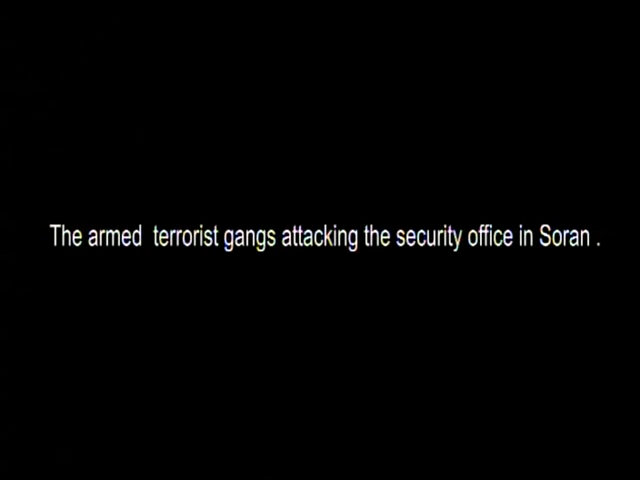 The armed  terrorist gangs attacking the security office in Soran .